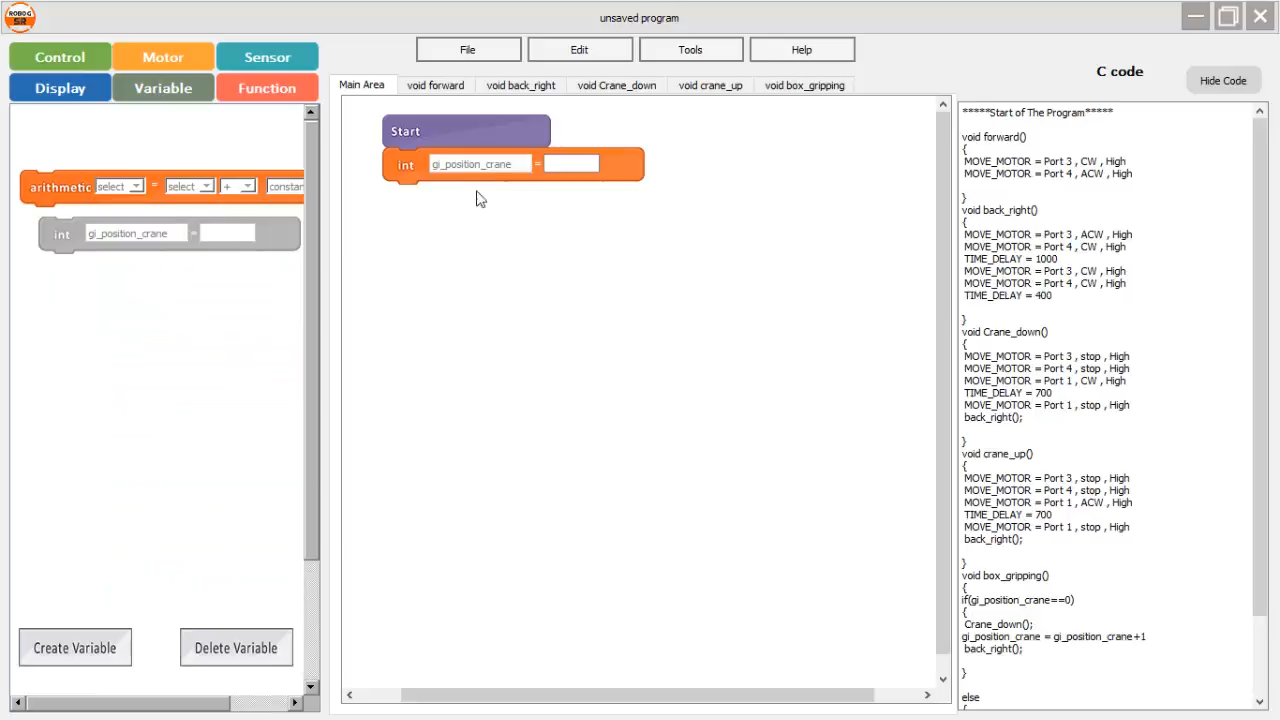 ROBO G
SR
unsaved program
File Edit Tools Help
Control Motor Sensor
Display Variable Function
Main Area void forward void back_right void Crane_down void crane_up void box_gripping
C code
Hide Code
arithmetic select = select + constan
int gi_position_crane =
Create Variable Delete Variable
Start
int gi_position_crane =
*****Start of The Program*****
void forward()
{
MOVE_MOTOR = Port 3 , CW , High
MOVE_MOTOR = Port 4 , ACW , High
}
void back_right()
{
MOVE_MOTOR = Port 3 , ACW , High
MOVE_MOTOR = Port 4 , CW , High
TIME_DELAY = 1000
MOVE_MOTOR = Port 3 , CW , High
MOVE_MOTOR = Port 4 , CW , High
TIME_DELAY = 400
}
void Crane_down()
{
MOVE_MOTOR = Port 3 , stop , High
MOVE_MOTOR = Port 4 , stop , High
MOVE_MOTOR = Port 1 , CW , High
TIME_DELAY = 700
MOVE_MOTOR = Port 1 , stop , High
back_right();
}
void crane_up()
{
MOVE_MOTOR = Port 3 , stop , High
MOVE_MOTOR = Port 4 , stop , High
MOVE_MOTOR = Port 1 , ACW , High
TIME_DELAY = 700
MOVE_MOTOR = Port 1 , stop , High
back_right();
}
void box_gripping()
{
if(gi_position_crane==0)
{
Crane_down();
gi_position_crane = gi_position_crane+1
back_right();
}
else
{